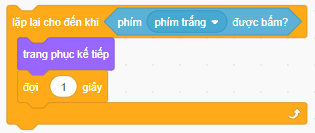 lặp lại cho đến khi phím phím trắng được bấm?
trang phục kế tiếp
đợi 1 giây